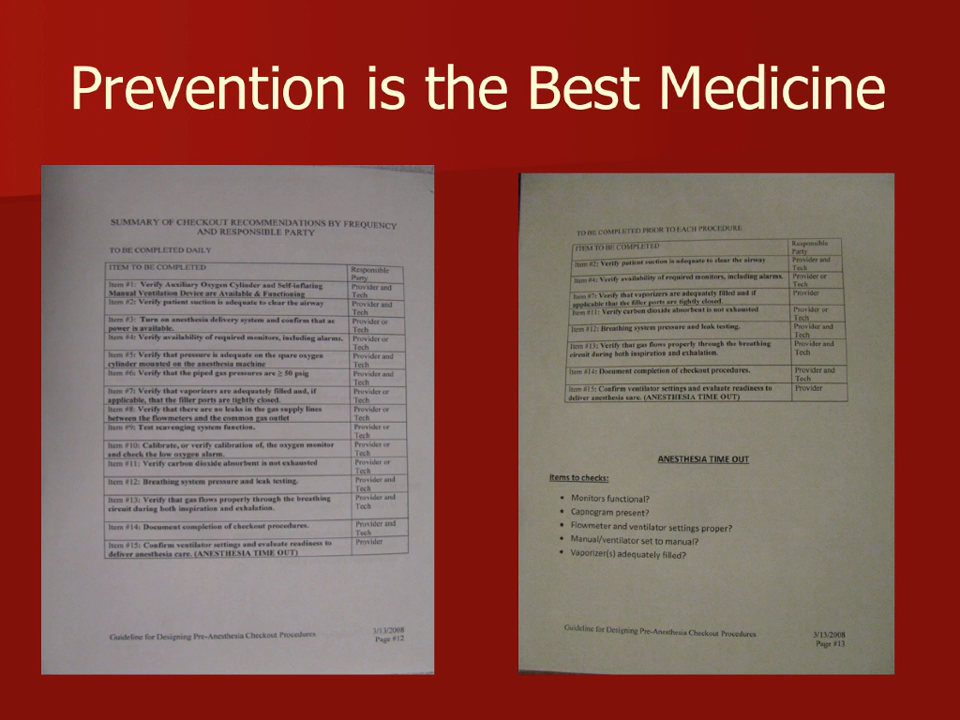 Prevention is the Best Medicine
SUMMARY OF CHECKOUT RECOMMENDATIONS BY FREQUENCY
AND RESPONSIBLE PARTY
TO BE COMPLETED DAILY
ITEM TO BE COMPLETED
Responsible
Party
Item #1: Verify Auxiliary Oxygen Cylinder and Self-inflating
Manual Ventilation Device are Available & Functioning
Provider and
Tech
Item #2: Verify patient suction is adequate to clear the airway
Provider and
Tech
Item #3: Turn on anesthesia delivery system and confirm that ac
power is available.
Provider or
Tech
Item #4: Verify availability of required monitors, including alarms.
Provider or
Tech
Item #5: Verify that pressure is adequate on the spare oxygen
cylinder mounted on the anesthesia machine
Provider and
Tech
Item #6: Verify that the piped gas pressures are ≥ 50 psig
Provider and
Tech
Item #7: Verify that vaporizers are adequately filled and, if
applicable, that the filler ports are tightly closed.
Provider or
Tech
Item #8: Verify that there are no leaks in the gas supply lines
between the flowmeters and the common gas outlet
Provider or
Tech
Item #9: Test scavenging system function.
Provider or
Tech
Item #10: Calibrate, or verify calibration of, the oxygen monitor
and check the low oxygen alarm.
Provider or
Tech
Item #11: Verify carbon dioxide absorbent is not exhausted
Provider or
Tech
Item #12: Breathing system pressure and leak testing.
Provider and
Tech
Item #13: Verify that gas flows properly through the breathing
circuit during both inspiration and exhalation.
Provider and
Tech
Item #14: Document completion of checkout procedures.
Provider and
Tech
Item #15: Confirm ventilator settings and evaluate readiness to
deliver anesthesia care. (ANESTHESIA TIME OUT)
Provider
Guideline for Designing Pre-Anesthesia Checkout Procedures
3/13/2008
Page #12
TO BE COMPLETED PRIOR TO EACH PROCEDURE
ITEM TO BE COMPLETED
Responsible
Party
Item #2: Verify patient suction is adequate to clear the airway
Provider and
Tech
Item #4: Verify availability of required monitors, including alarms.
Provider or
Tech
Item #7: Verify that vaporizers are adequately filled and if
applicable that the filler ports are tightly closed.
Provider
Item #11: Verify carbon dioxide absorbent is not exhausted
Provider or
Tech
Item #12: Breathing system pressure and leak testing.
Provider and
Tech
Item #13: Verify that gas flows properly through the breathing
circuit during both inspiration and exhalation.
Provider and
Tech
Item #14: Document completion of checkout procedures.
Provider and
Tech
Item #15: Confirm ventilator settings and evaluate readiness to
deliver anesthesia care. (ANESTHESIA TIME OUT)
Provider
ANESTHESIA TIME OUT
Items to checks:
• Monitors functional?
• Capnogram present?
• Flowmeter and ventilator settings proper?
• Manual/ventilator set to manual?
• Vaporizer(s) adequately filled?
Guideline for Designing Pre-Anesthesia Checkout Procedures
3/13/2008
Page #13